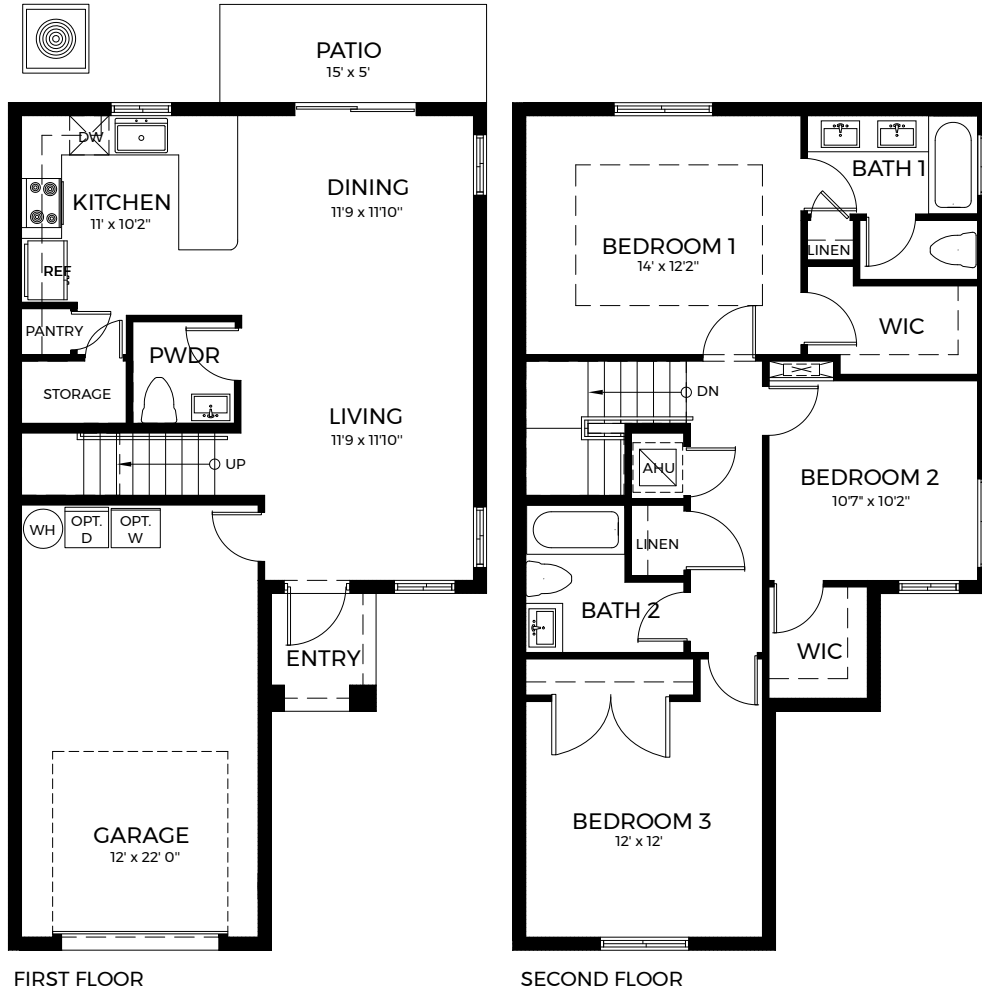 PATIO
15' x 5'
DW
KITCHEN
11' x 10'2"
DINING
11'9 x 11'10"
REF
PANTRY
PWDR
STORAGE
LIVING
11'9 x 11'10"
UP
WH
OPT.
D
OPT.
W
ENTRY
GARAGE
12' x 22' 0"
FIRST FLOOR
BATH 1
BEDROOM 1
14' x 12'2"
LINEN
WIC
DN
AHU
BEDROOM 2
10'7" x 10'2"
LINEN
BATH 2
WIC
BEDROOM 3
12' x 12'
SECOND FLOOR